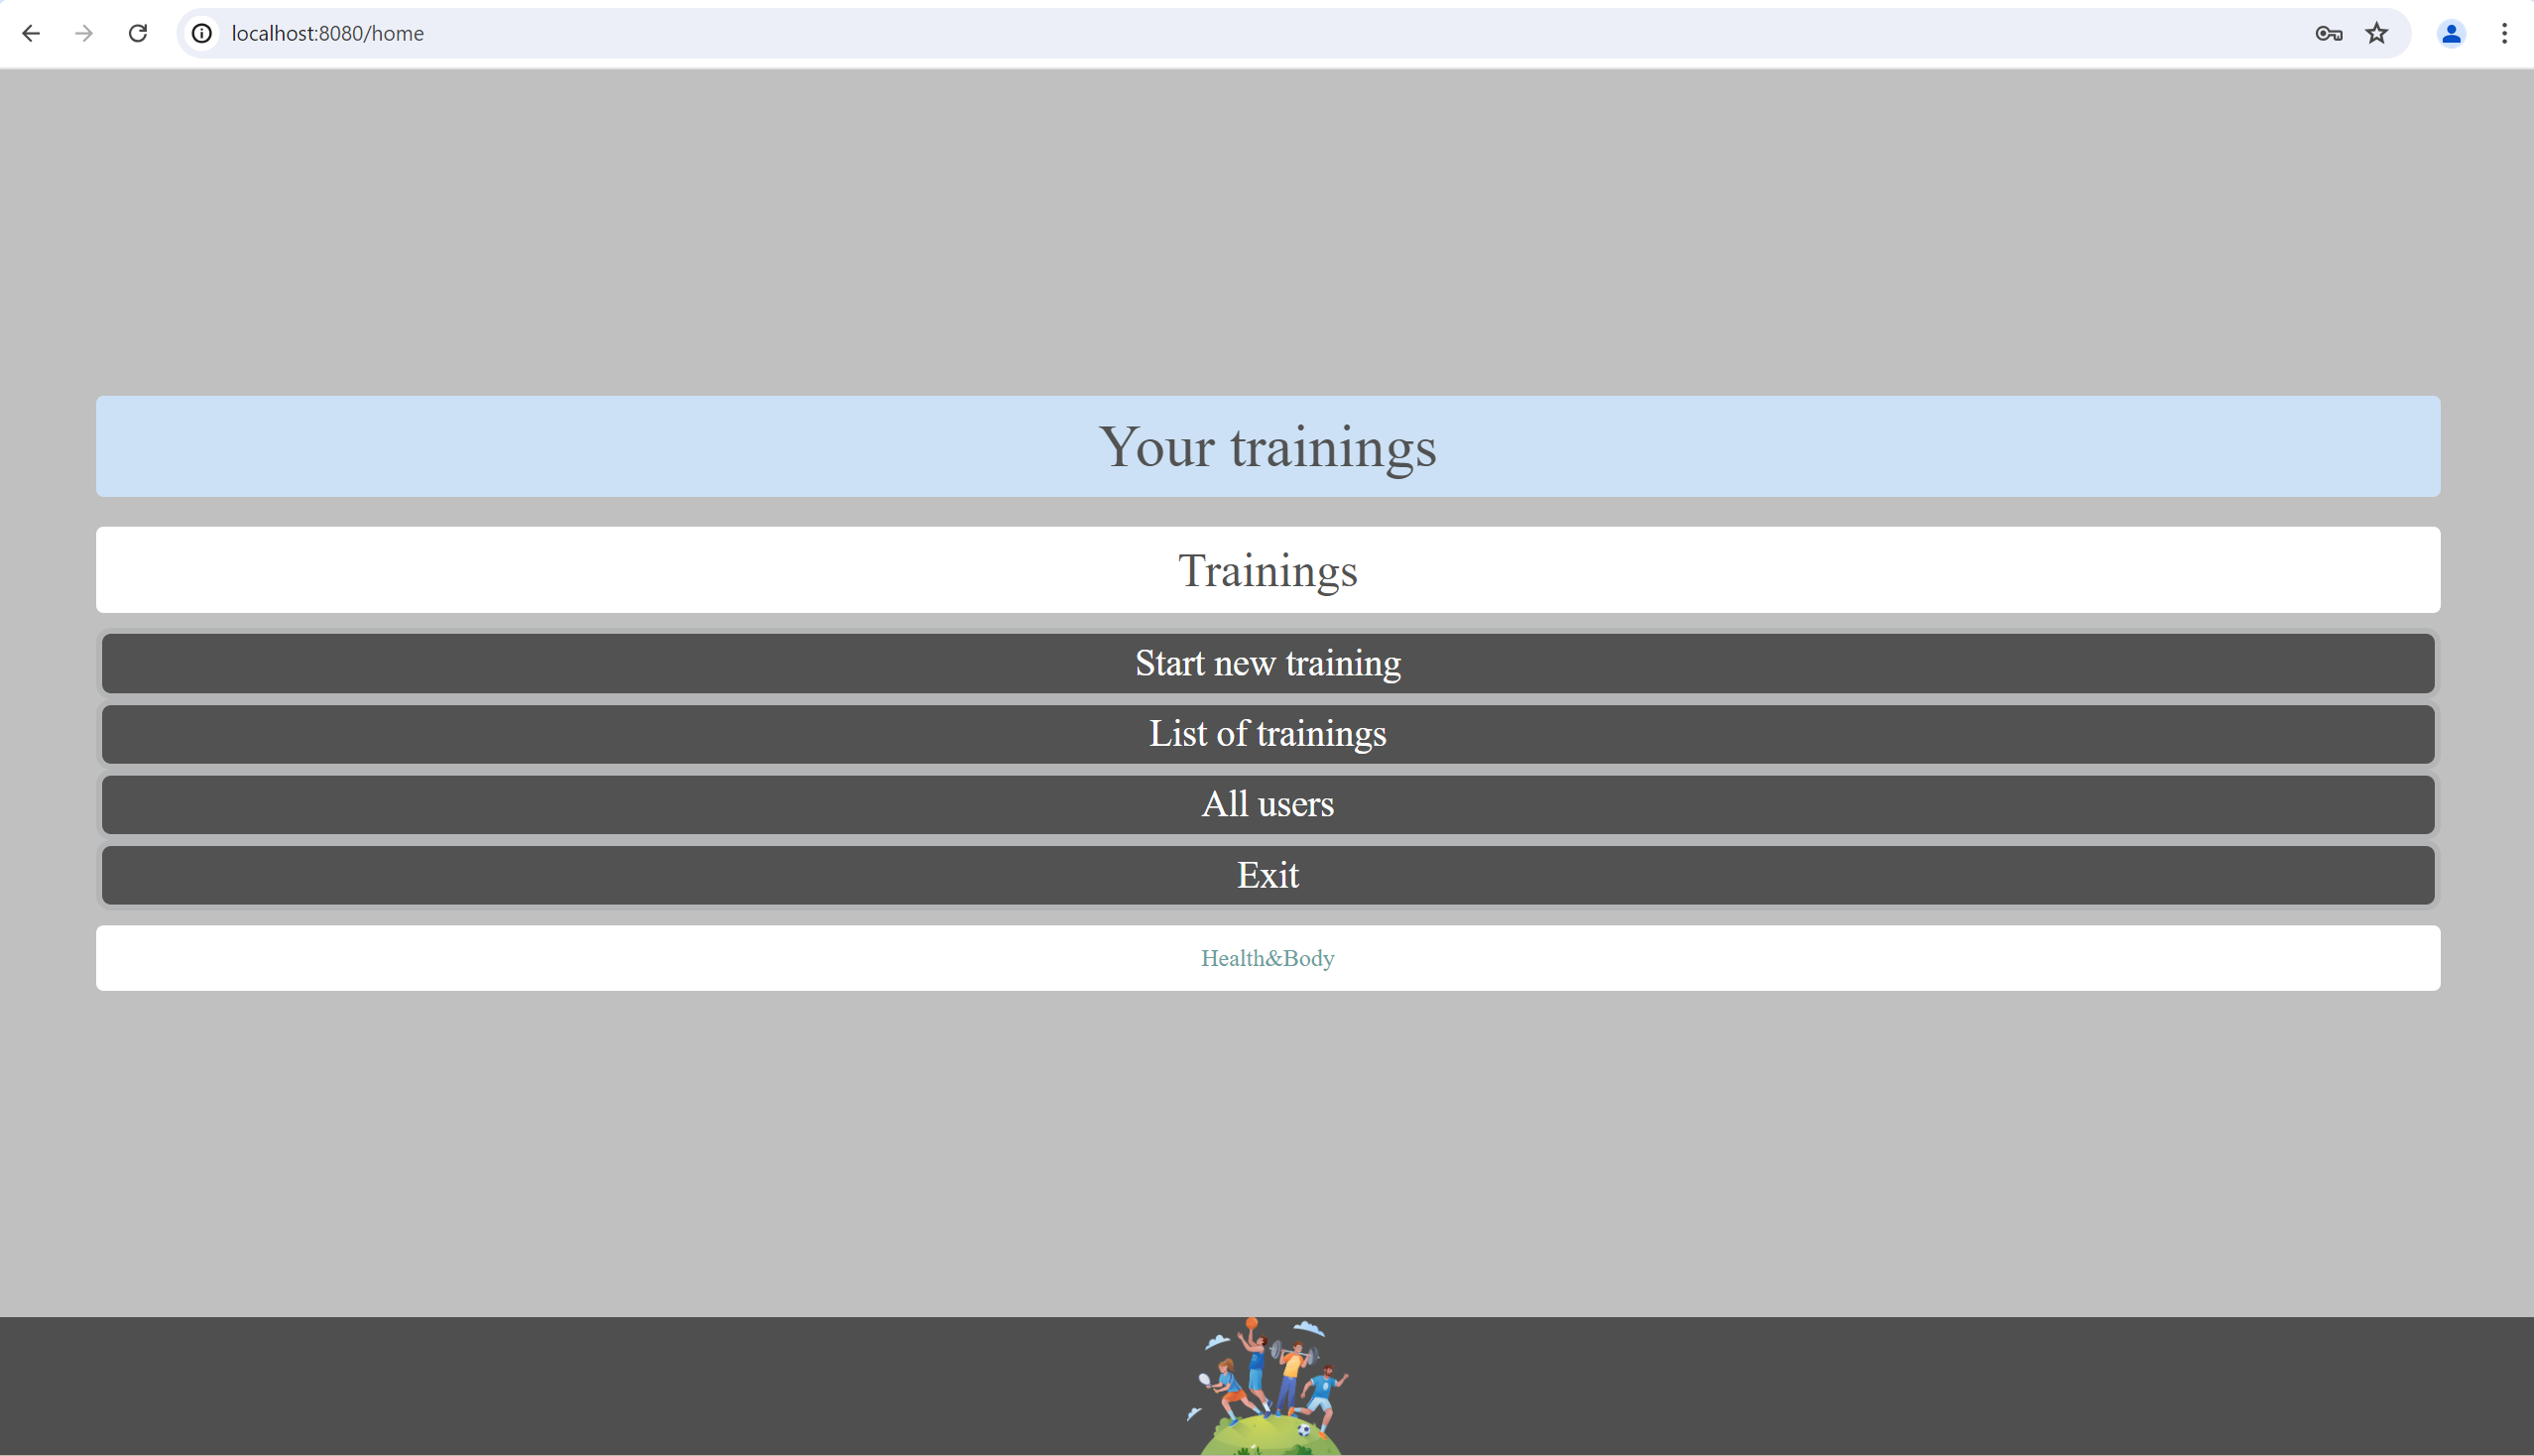 localhost:8080/home
Your trainings
Trainings
Start new training
List of trainings
All users
Exit
Health&Body